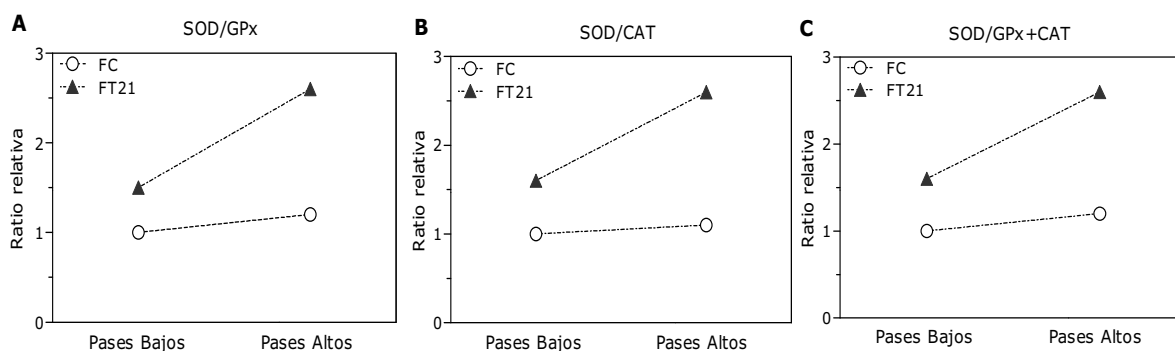 A
SOD/GPx
Ratio relativa
3
2
1
0
FC
FT21
Pases Bajos
Pases Altos
B
SOD/CAT
Ratio relativa
3
2
1
0
FC
FT21
Pases Bajos
Pases Altos
C
SOD/GPx+CAT
Ratio relativa
3
2
1
0
FC
FT21
Pases Bajos
Pases Altos